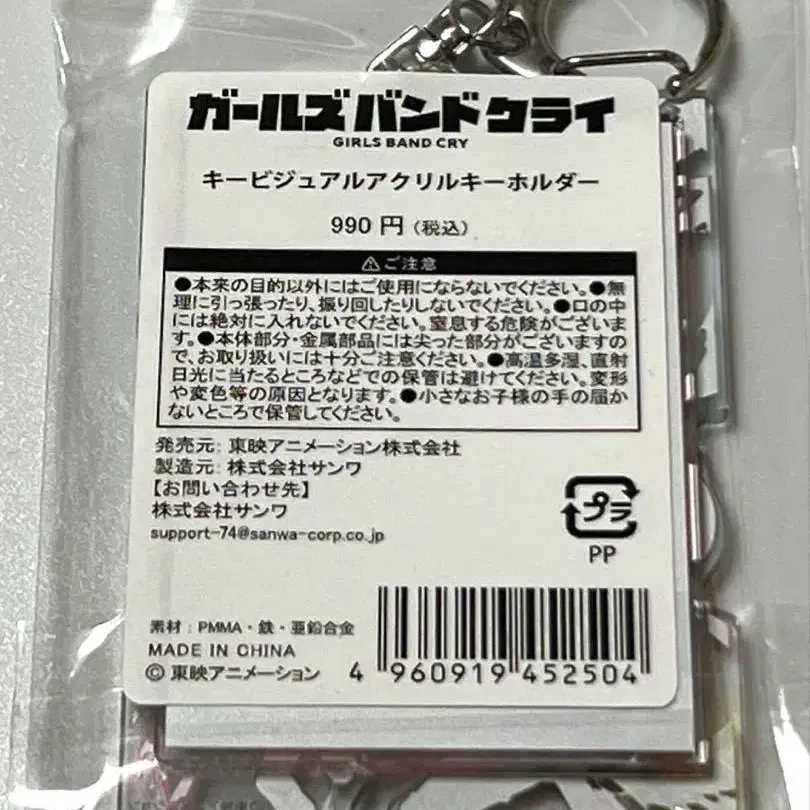 ガールズバンドクライ
GIRLS BAND CRY
キービジュアルアクリルキーホルダー
990 円 (税込)
⚠ご注意
●本来の目的以外にはご使用にならないでください。●無
理に引っ張ったり、振り回したりしないでください。●口の中
には絶対に入れないでください。窒息する危険がございま
す。●本体部分・金属部品には尖った部分がございますの
で、お取り扱いには十分ご注意ください。●高温多湿、直射
日光に当たるところなどでの保管は避けてください。変形
や変色等の原因となります。●小さなお子様の手の届か
ないところで保管してください。
発売元: 東映アニメーション株式会社
製造元: 株式会社サンワ
【お問い合わせ先】
株式会社サンワ
support-74@sanwa-corp.co.jp
プラ
PP
素材:PMMA・鉄・亜鉛合金
MADE IN CHINA
© 東映アニメーション
4 960919 452504